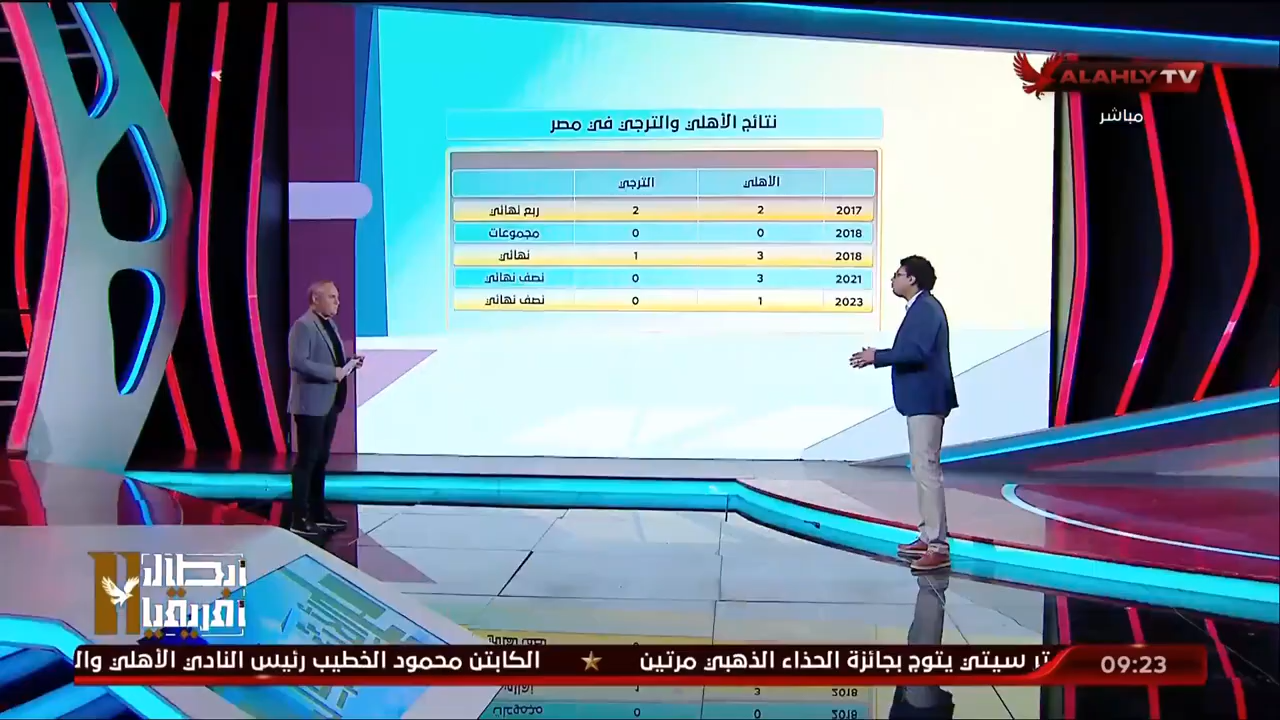 ALAHLY TV
مباشر
نتائج الأهلي والترجي في مصر
الأهلي الترجي
2017 2 2 ربع نهائي
2018 0 0 مجموعات
2018 3 1 نهائي
2021 3 0 نصف نهائي
2023 1 0 نصف نهائي
11 أبطال
أفريقيا
09:23 تر سيتي يتوج بجائزة الحذاء الذهبي مرتين ★ الكابتن محمود الخطيب رئيس النادي الأهلي وال